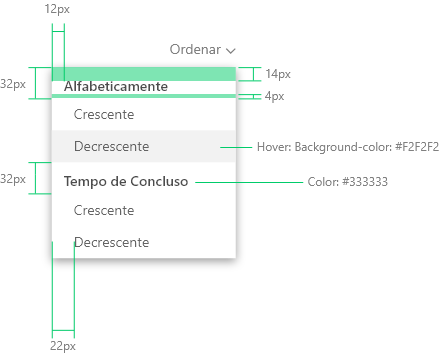 12px
Ordenar
14px
32px
Alfabeticamente
4px
Crescente
Decrescente
Hover: Background-color: #F2F2F2
32px
Tempo de Concluso
Color: #333333
Crescente
Decrescente
22px